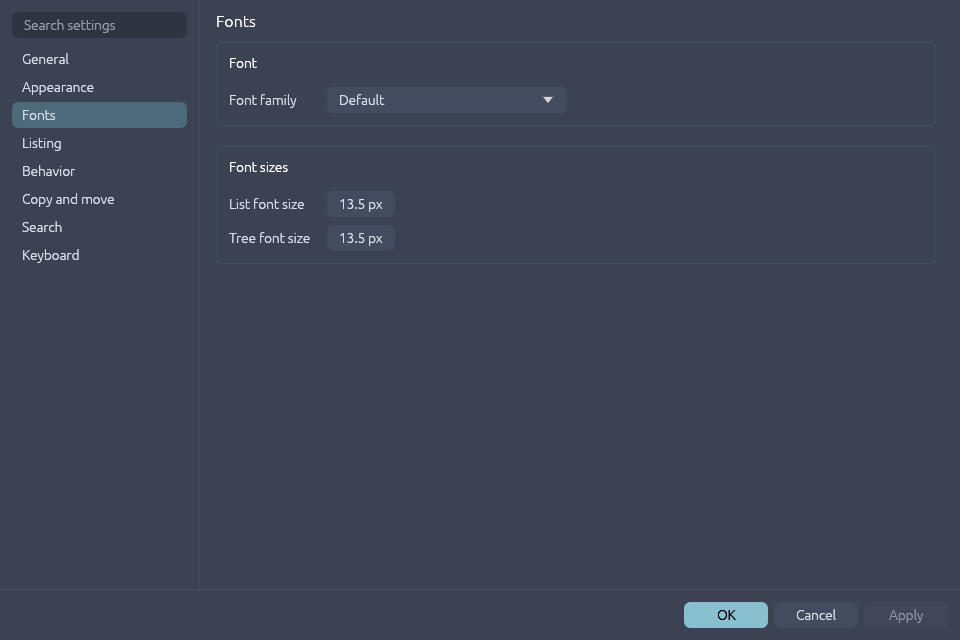 Search settings
General
Appearance
Fonts
Listing
Behavior
Copy and move
Search
Keyboard
Fonts
Font
Font family
Default
Font sizes
List font size
13.5 px
Tree font size
13.5 px
OK
Cancel
Apply